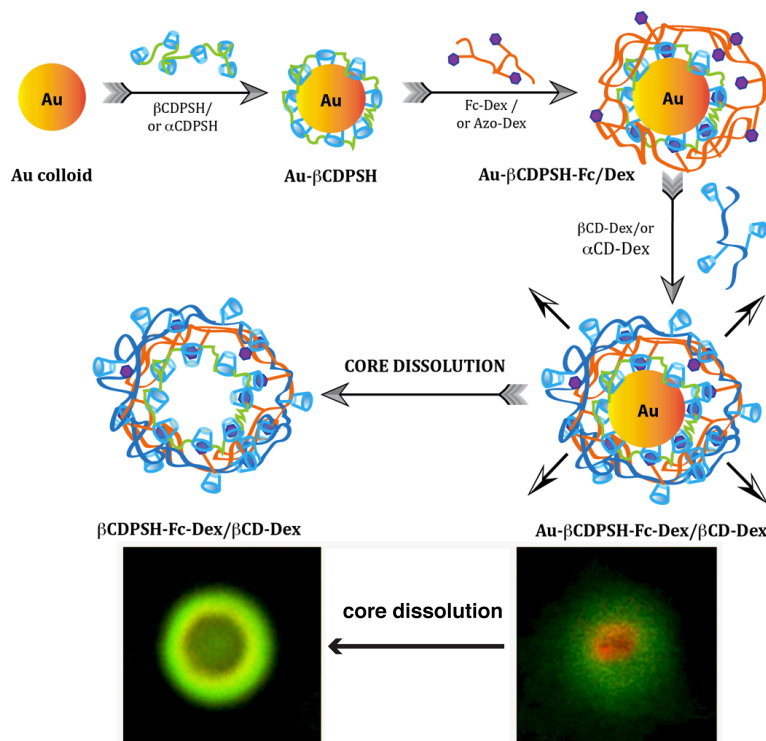 Au
Au colloid
βCDPSH/
or αCDPSH
Au
Au-βCDPSH
Fc-Dex /
or Azo-Dex
Au
Au-βCDPSH-Fc/Dex
βCD-Dex/or
αCD-Dex
CORE DISSOLUTION
Au
βCDPSH-Fc-Dex/βCD-Dex
Au-βCDPSH-Fc-Dex/βCD-Dex
core dissolution